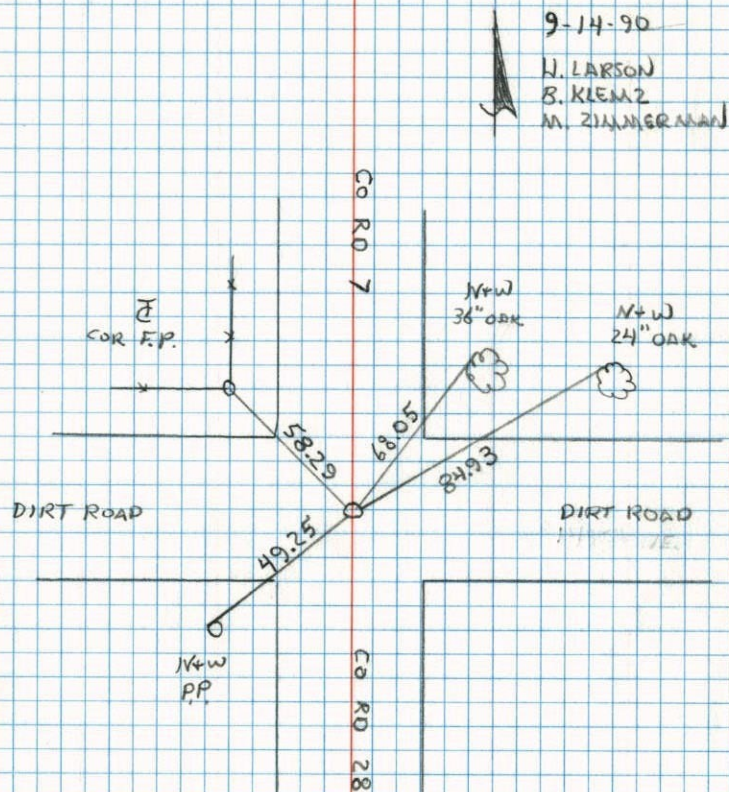 9-14-90
W. LARSON
B. KLEMZ
M. ZIMMERMAN
CO RD 7
COR F.P.
N+W
36" OAK
N+W
24" OAK
58.29
68.05
84.93
DIRT ROAD
DIRT ROAD
49.25
N+W
P.P.
CO RD 28